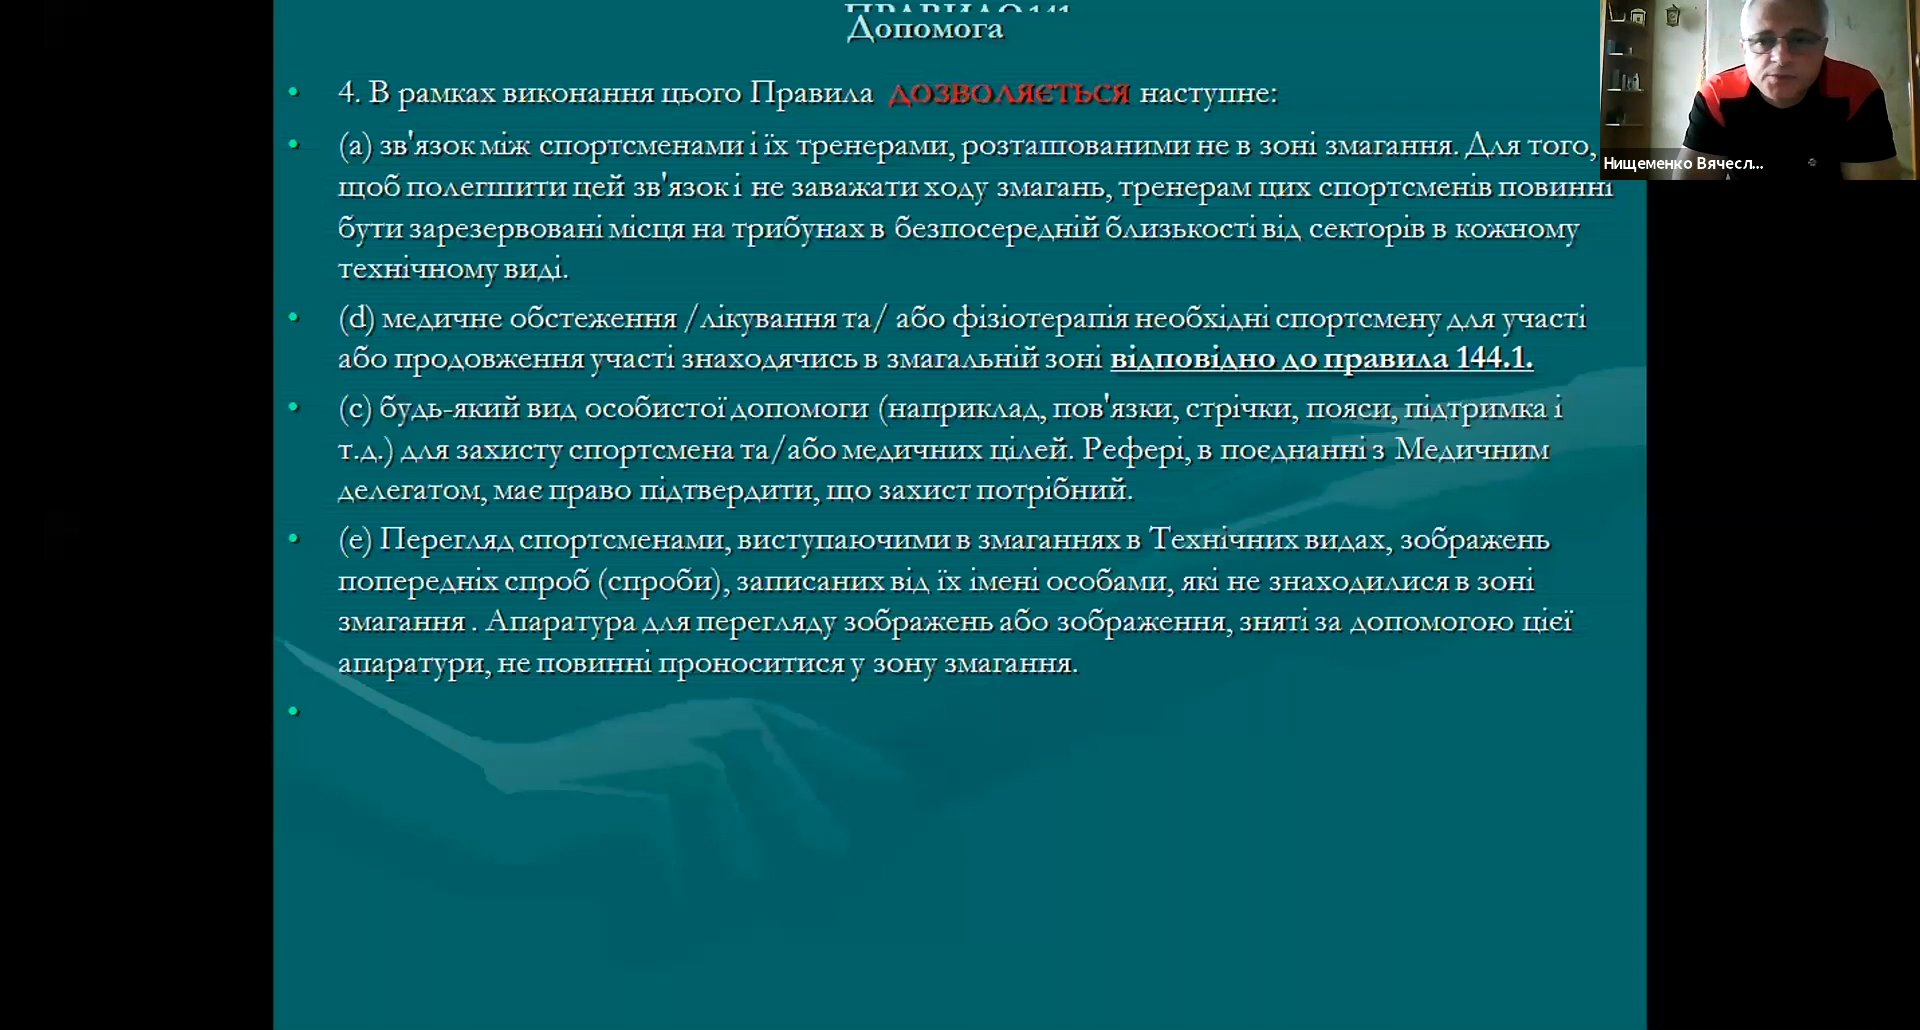 ПРАВИЛО 141
Допомога
4. В рамках виконання цього Правила ДОЗВОЛЯЄТЬСЯ наступне:
(a) зв'язок між спортсменами і їх тренерами, розташованими не в зоні змагання. Для того,
щоб полегшити цей зв'язок і не заважати ходу змагань, тренерам цих спортсменів повинні
бути зарезервовані місця на трибунах в безпосередній близькості від секторів в кожному
технічному виді.
(d) медичне обстеження /лікування та/ або фізіотерапія необхідні спортсмену для участі
або продовження участі знаходячись в змагальній зоні відповідно до правила 144.1.
(c) будь-який вид особистої допомоги (наприклад, пов'язки, стрічки, пояси, підтримка і
т.д.) для захисту спортсмена та/або медичних цілей. Рефері, в поєднанні з Медичним
делегатом, має право підтвердити, що захист потрібний.
(e) Перегляд спортсменами, виступаючими в змаганнях в Технічних видах, зображень
попередніх спроб (спроби), записаних від їх імені особами, які не знаходилися в зоні
змагання . Апаратура для перегляду зображень або зображення, зняті за допомогою цієї
апаратури, не повинні проноситися у зону змагання.
Нищеменко Вячесл...